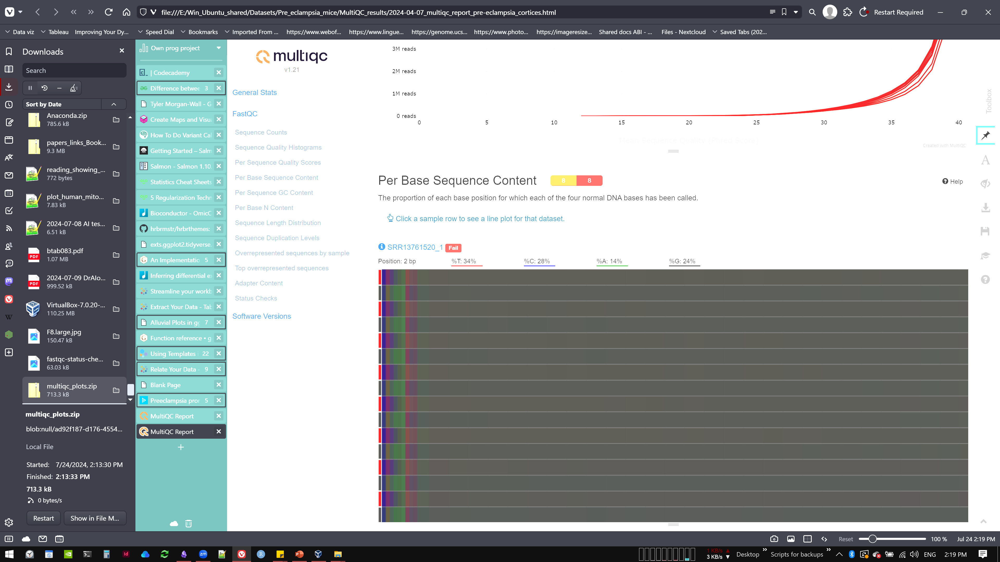 file:///E:/Win_Ubuntu_shared/Datasets/Pre_eclampsia_mice/MultiQC_results/2024-04-07_multiqc_report_pre-eclampsia_cortices.html
Restart Required
Data viz
Tableau
Improving Your Dy...
Speed Dial
Bookmarks
Imported From ...
https://www.webof...
https://www.lingue...
https://genome.ucs...
https://www.photo...
https://imageresize...
Shared docs ABI - ...
Files - Nextcloud
Saved Tabs (202...
Downloads
Search
Sort by Date
Anaconda.zip
785.6 kB
papers_links_Book...
9.3 MB
reading_showing_...
772 bytes
plot_human_mito...
7.83 kB
2024-07-08 AI tes...
6.51 kB
btab083.pdf
1.07 MB
2024-07-09 DrAlo...
999.52 kB
VirtualBox-7.0.20-...
110.25 MB
F8.large.jpg
150.47 kB
fastqc-status-che...
63.03 kB
multiqc_plots.zip
713.3 kB
multiqc_plots.zip
blob:null/ad92f187-d176-4554...
Local File
Started: 7/24/2024, 2:13:30 PM
Finished: 2:13:33 PM
713.3 kB
0 bytes/s
Restart
Show in File M...
Own prog project
| Codecademy
Difference betwee 3
Tyler Morgan-Wall - G
Create Maps and Visu
How To Do Variant Cal
Getting Started – Salm
Salmon - Salmon 1.10.
Statistics Cheat Sheets
5 Regularization Techn
Bioconductor - OmicC
hrbrmstr/hrbrthemes:
exts.ggplot2.tidyverse.
An Implementatio 5
Inferring differential e
Streamline your workb
Extract Your Data - Tab
Alluvial Plots in gg 7
Function reference • g
Using Templates i 22
Relate Your Data - 9
Blank Page
Preeclampsia pror 5
MultiQC Report
MultiQC Report
multiqc
v1.21
General Stats
FastQC
Sequence Counts
Sequence Quality Histograms
Per Sequence Quality Scores
Per Base Sequence Content
Per Sequence GC Content
Per Base N Content
Sequence Length Distribution
Sequence Duplication Levels
Overrepresented sequences by sample
Top overrepresented sequences
Adapter Content
Status Checks
Software Versions
3M reads
2M reads
1M reads
0 reads
0 5 10 15 20 25 30 35 40
Mean Sequence Quality (Phred Score)
Created with MultiQC
Per Base Sequence Content 8 8
Help
The proportion of each base position for which each of the four normal DNA bases has been called.
Click a sample row to see a line plot for that dataset.
SRR13761520_1 Fail
Position: 2 bp %T: 34% %C: 28% %A: 14% %G: 24%
Toolbox
Reset
100 %
Jul 24 2:19 PM
1 KB/s
3 KB/s
Desktop
Scripts for backups
ENG
2:19 PM